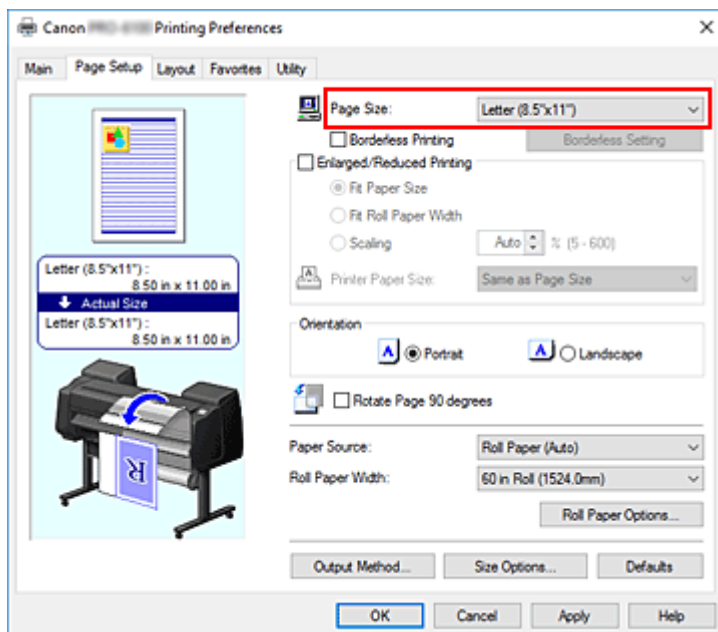 Canon Printing Preferences
Main Page Setup Layout Favorites Utility
Page Size: Letter (8.5"x11")
Borderless Printing Borderless Setting
Enlarged/Reduced Printing
Fit Paper Size
Fit Roll Paper Width
Scaling Auto % (5 - 600)
Printer Paper Size: Same as Page Size
Letter (8.5"x11") :
8.50 in x 11.00 in
Actual Size
Letter (8.5"x11") :
8.50 in x 11.00 in
Orientation
A Portrait A Landscape
Rotate Page 90 degrees
R
Paper Source: Roll Paper (Auto)
Roll Paper Width: 60 in Roll (1524.0mm)
Roll Paper Options...
Output Method... Size Options... Defaults
OK Cancel Apply Help